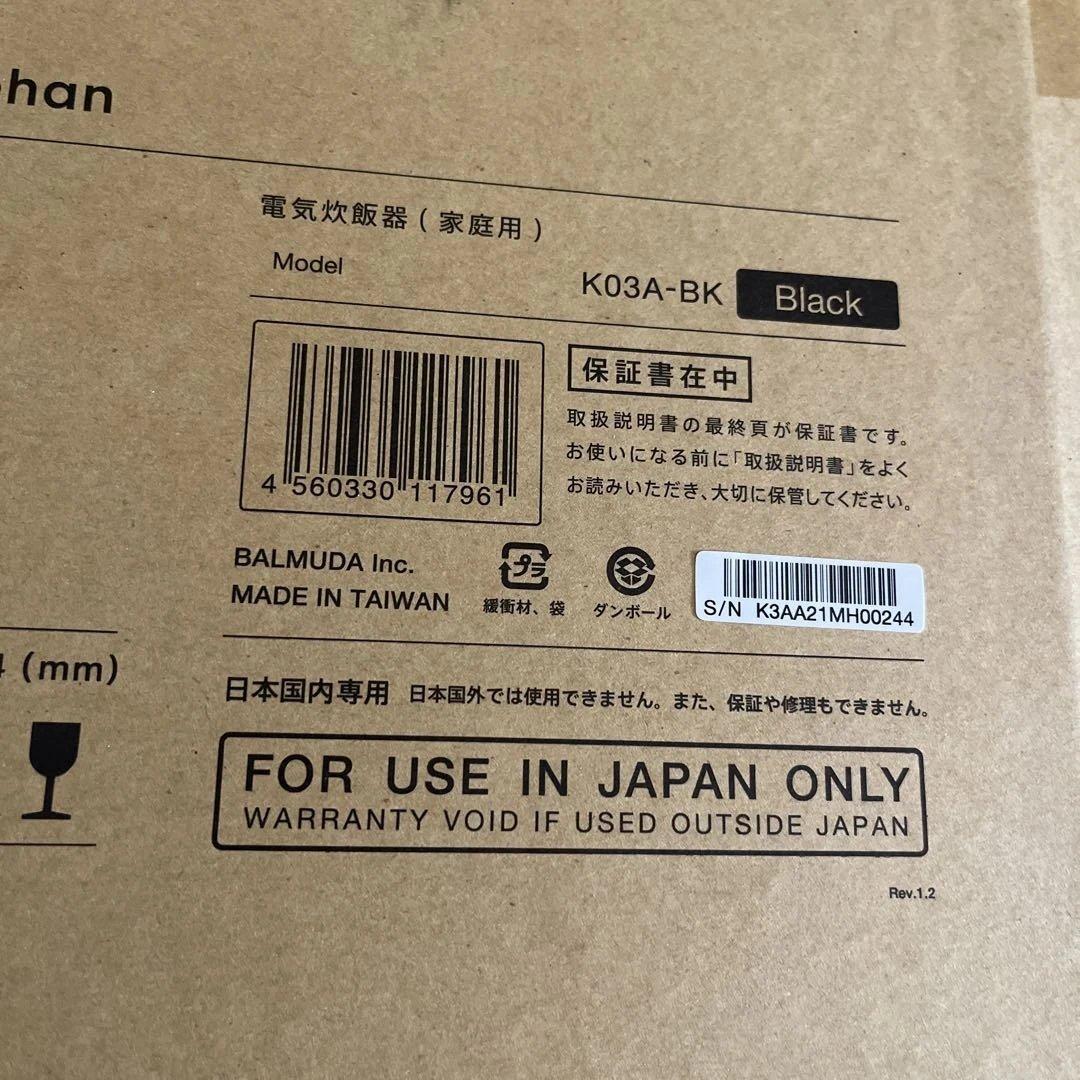 han
電気炊飯器(家庭用)
Model K03A-BK Black
4 560330 117961
保証書在中
取扱説明書の最終頁が保証書です。
お使いになる前に「取扱説明書」をよく
お読みいただき、大切に保管してください。
BALMUDA Inc.
MADE IN TAIWAN
プラ
緩衝材、袋
ダンボール
S/N K3AA21MH00244
4 (mm)
日本国内専用 日本国外では使用できません。また、保証や修理もできません。
FOR USE IN JAPAN ONLY
WARRANTY VOID IF USED OUTSIDE JAPAN
Rev.1.2